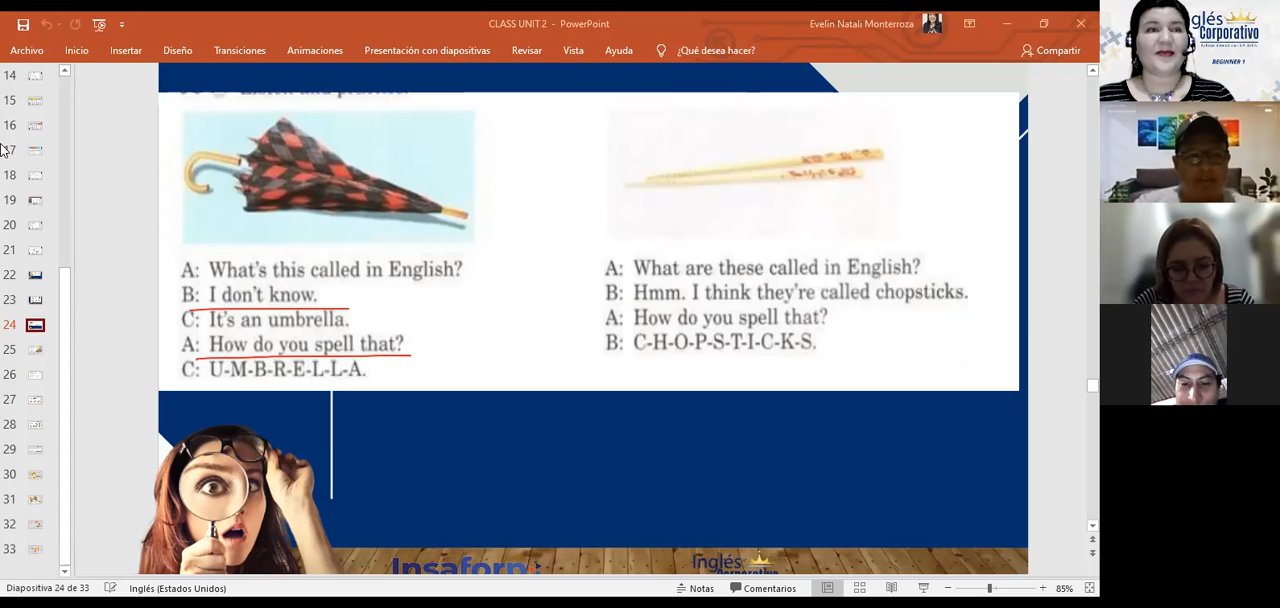 CLASS UNIT 2 - PowerPoint
Evelin Natali Monterroza
Archivo Inicio Insertar Diseño Transiciones Animaciones Presentación con diapositivas Revisar Vista Ayuda ¿Qué desea hacer? Compartir
14
15
16
17
18
19
20
21
22
23
24
25
26
27
28
29
30
31
32
33
A: What's this called in English?
B: I don't know.
C: It's an umbrella.
A: How do you spell that?
C: U-M-B-R-E-L-L-A.
A: What are these called in English?
B: Hmm. I think they're called chopsticks.
A: How do you spell that?
B: C-H-O-P-S-T-I-C-K-S.
Insaforp
Inglés
Corporativo
glés
Corporativo
BEGINNER 1
Diapositiva 24 de 33 Inglés (Estados Unidos) Notas Comentarios 85%